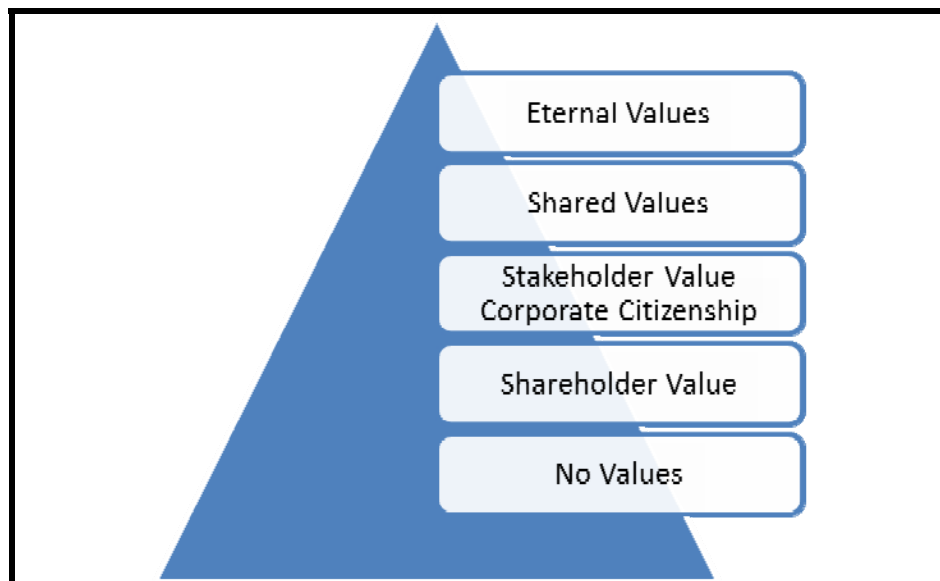 Eternal Values
Shared Values
Stakeholder Value
Corporate Citizenship
Shareholder Value
No Values